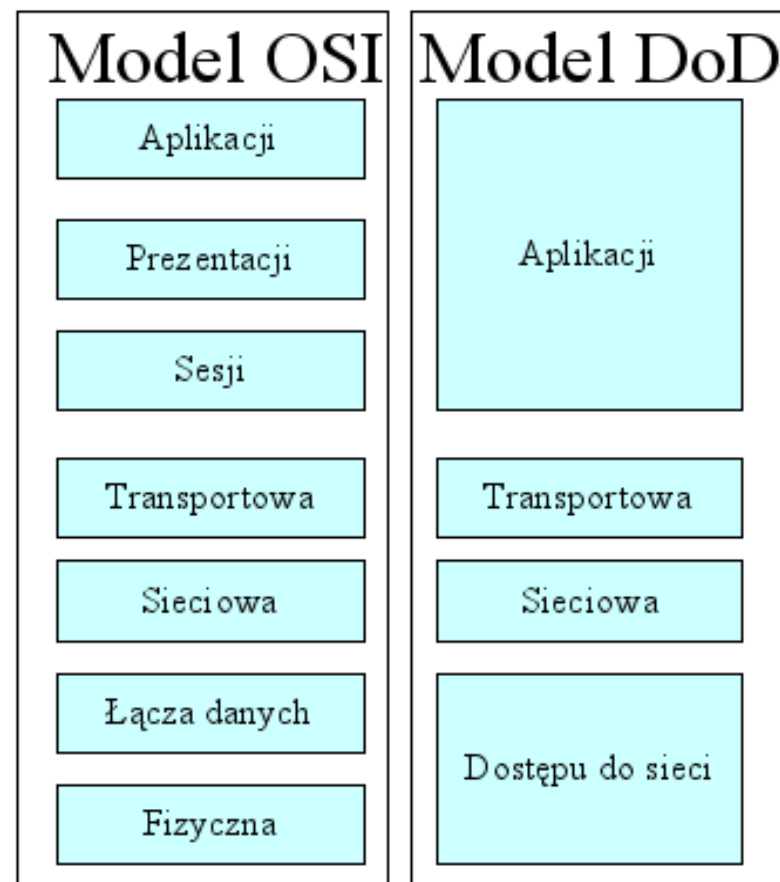 Model OSI
Aplikacji
Prezentacji
Sesji
Transportowa
Sieciowa
Łącza danych
Fizyczna
Model DoD
Aplikacji
Transportowa
Sieciowa
Dostępu do sieci